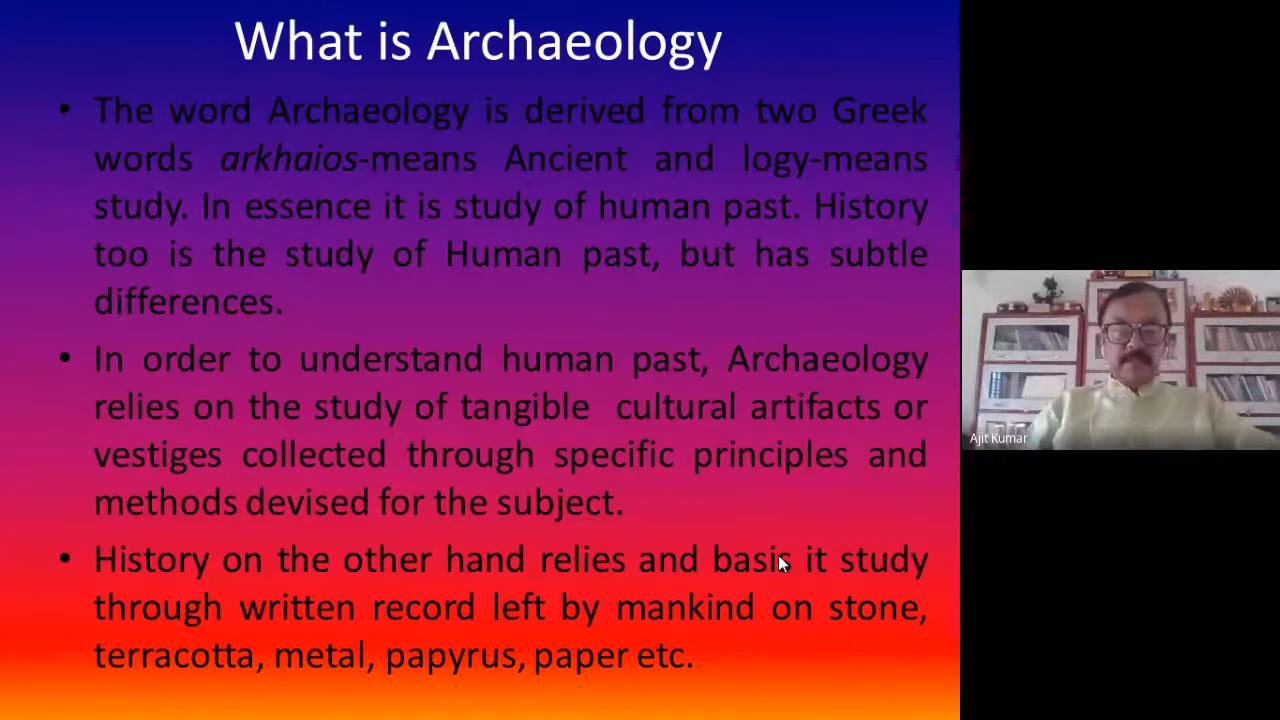 What is Archaeology
• The word Archaeology is derived from two Greek
words arkhaios-means Ancient and logy-means
study. In essence it is study of human past. History
too is the study of Human past, but has subtle
differences.
• In order to understand human past, Archaeology
relies on the study of tangible cultural artifacts or
vestiges collected through specific principles and
methods devised for the subject.
• History on the other hand relies and basis it study
through written record left by mankind on stone,
terracotta, metal, papyrus, paper etc.
Ajit Kumar